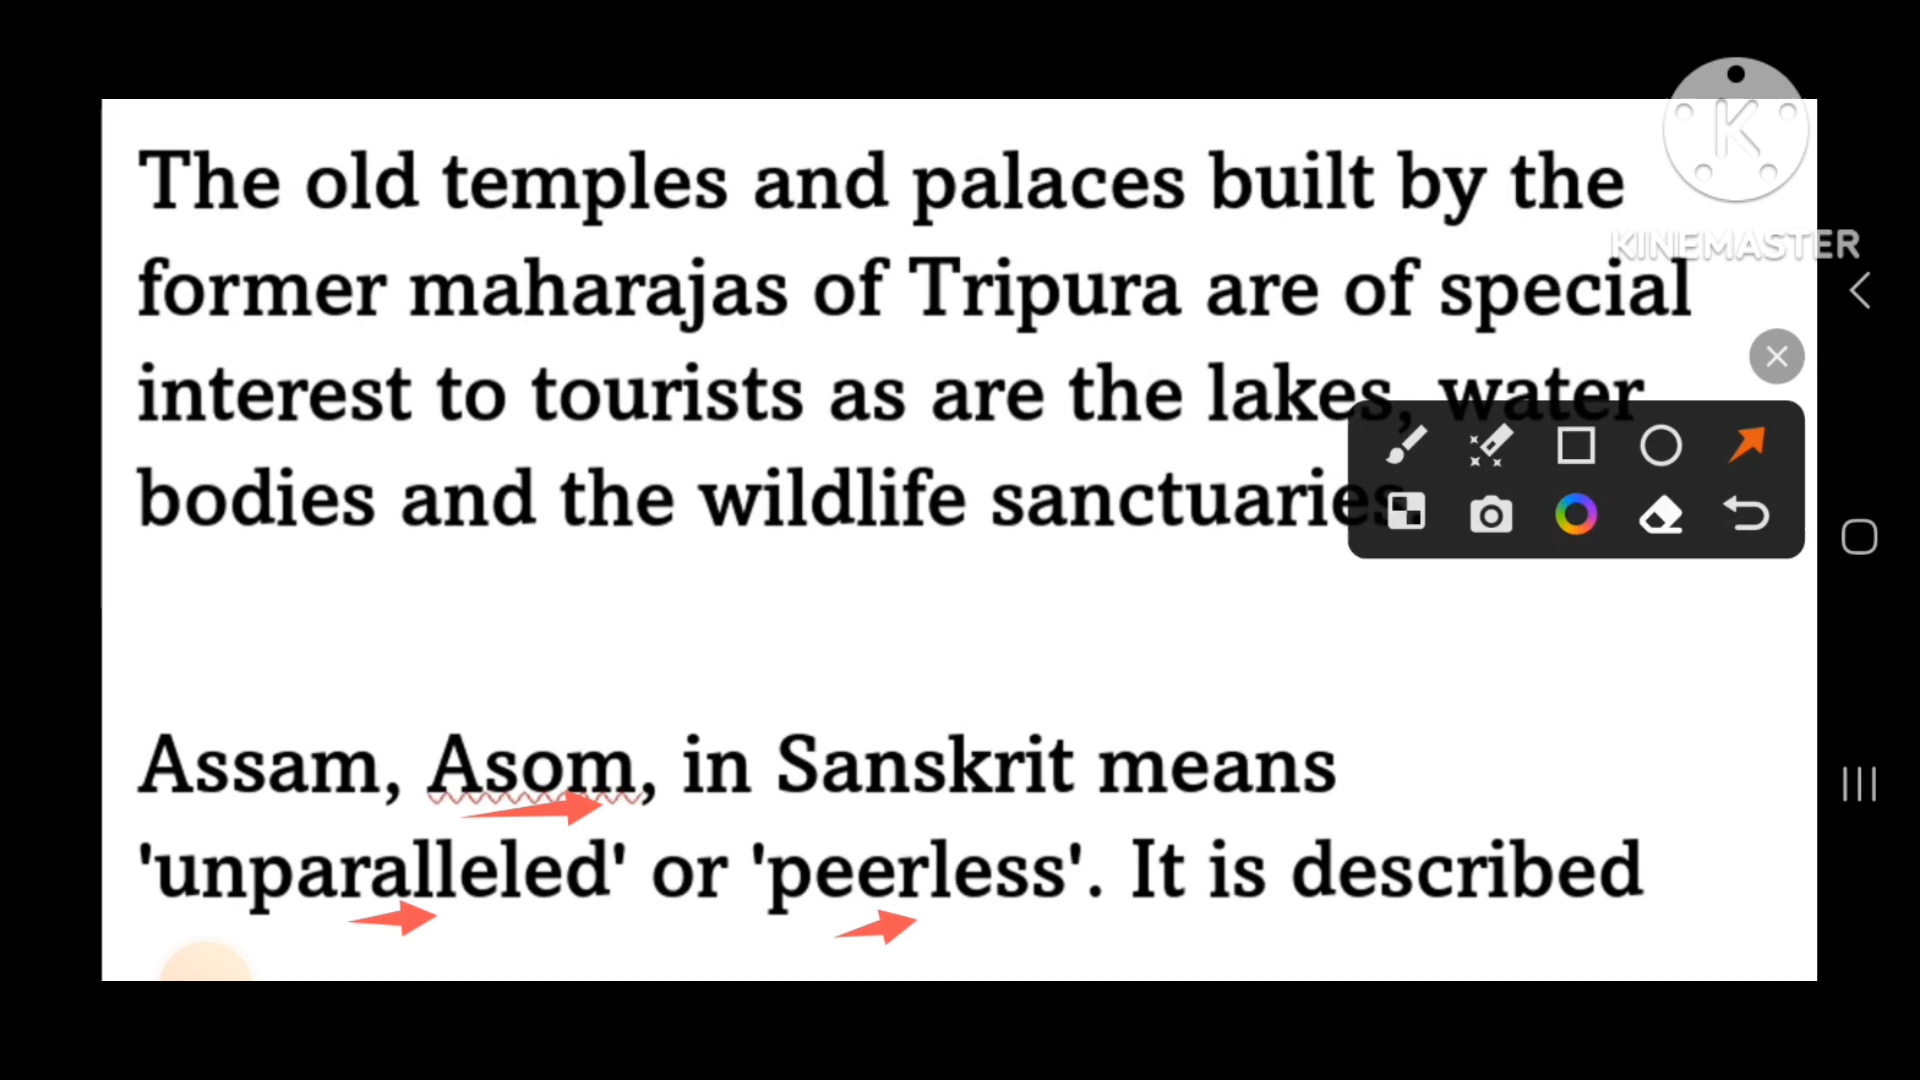 The old temples and palaces built by the
KINEMASTER
former maharajas of Tripura are of special
interest to tourists as are the lakes, water
bodies and the wildlife sanctuaries
Assam, Asom, in Sanskrit means
'unparalleled' or 'peerless'. It is described